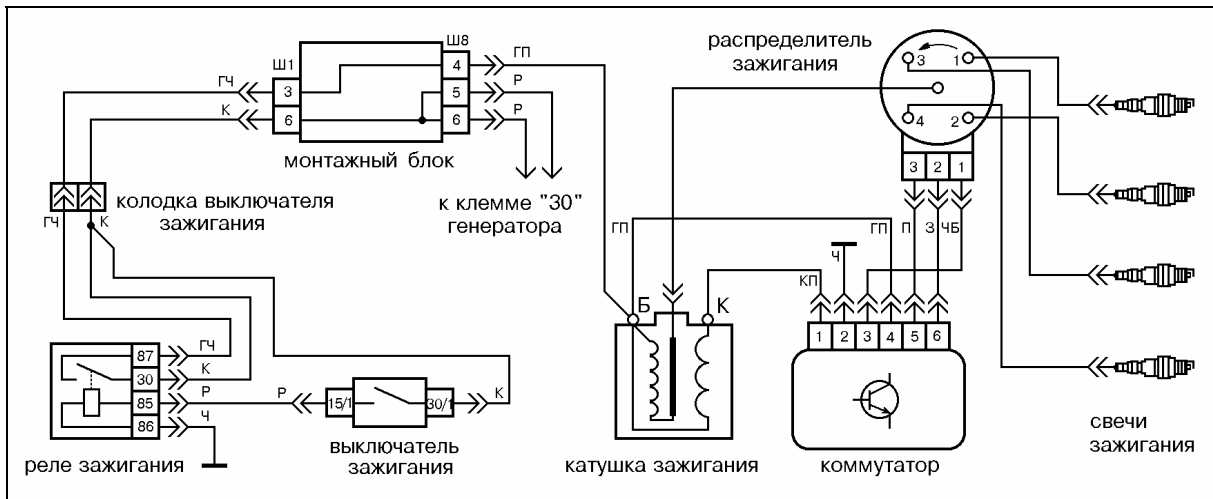 Ш1
Ш8
ГЧ
3
4
ГП
К
6
5
Р
6
Р
монтажный блок
к клемме "30"
генератора
колодка выключателя
зажигания
ГЧ
К
распределитель
зажигания
3
1
4
2
3
2
1
П
З
ЧБ
ГП
ГП
Ч
КП
Б
К
1
2
3
4
5
6
87
ГЧ
30
К
85
Р
86
Ч
Р
15/1
30/1
К
реле зажигания
выключатель
зажигания
катушка зажигания
коммутатор
свечи
зажигания